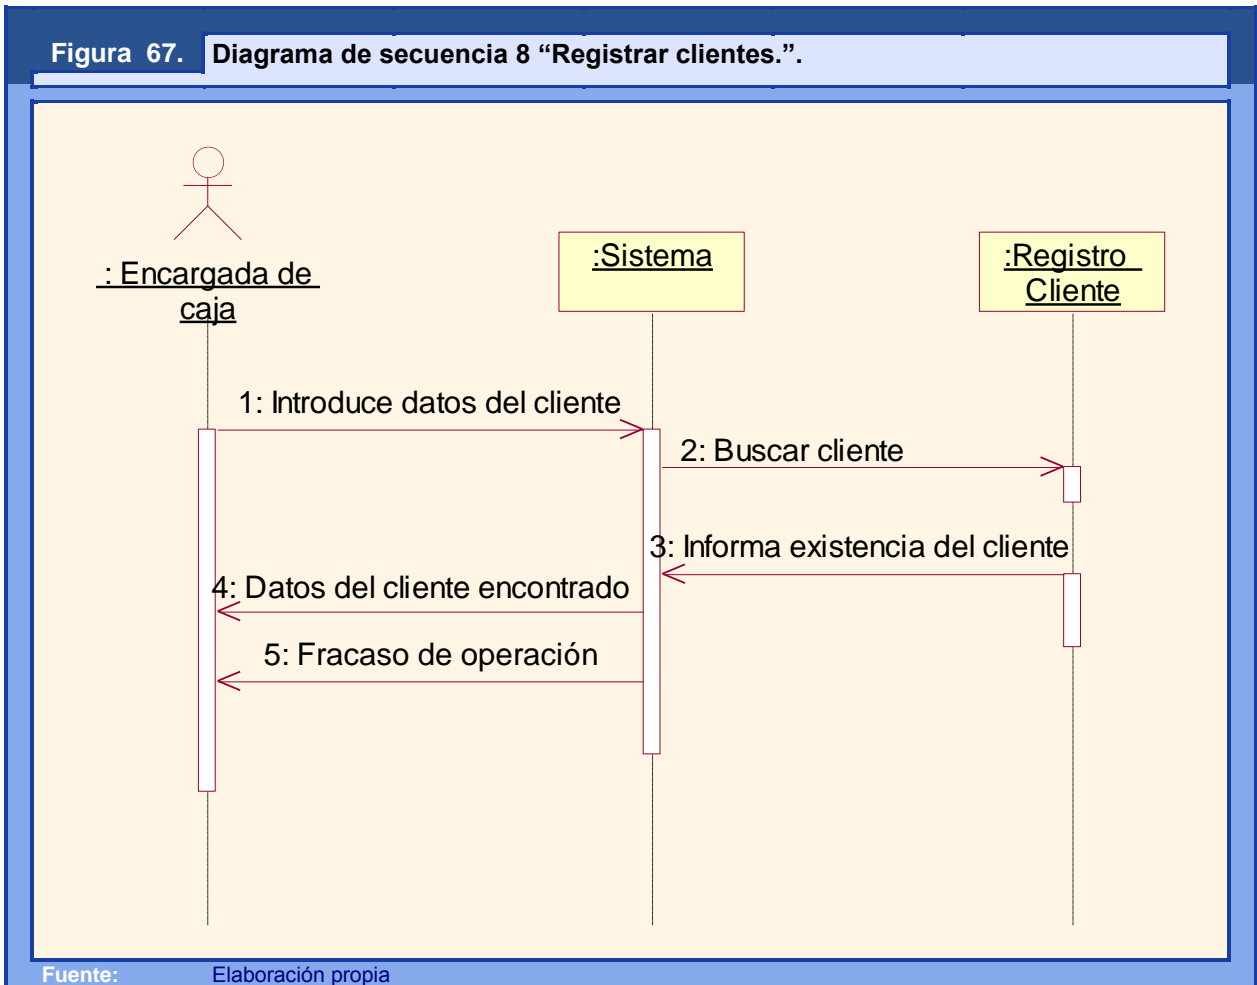 Figura 67.
Diagrama de secuencia 8 “Registrar clientes.”.
: Encargada de
caja
:Sistema
:Registro
Cliente
1: Introduce datos del cliente
2: Buscar cliente
3: Informa existencia del cliente
4: Datos del cliente encontrado
5: Fracaso de operación
Fuente:
Elaboración propia